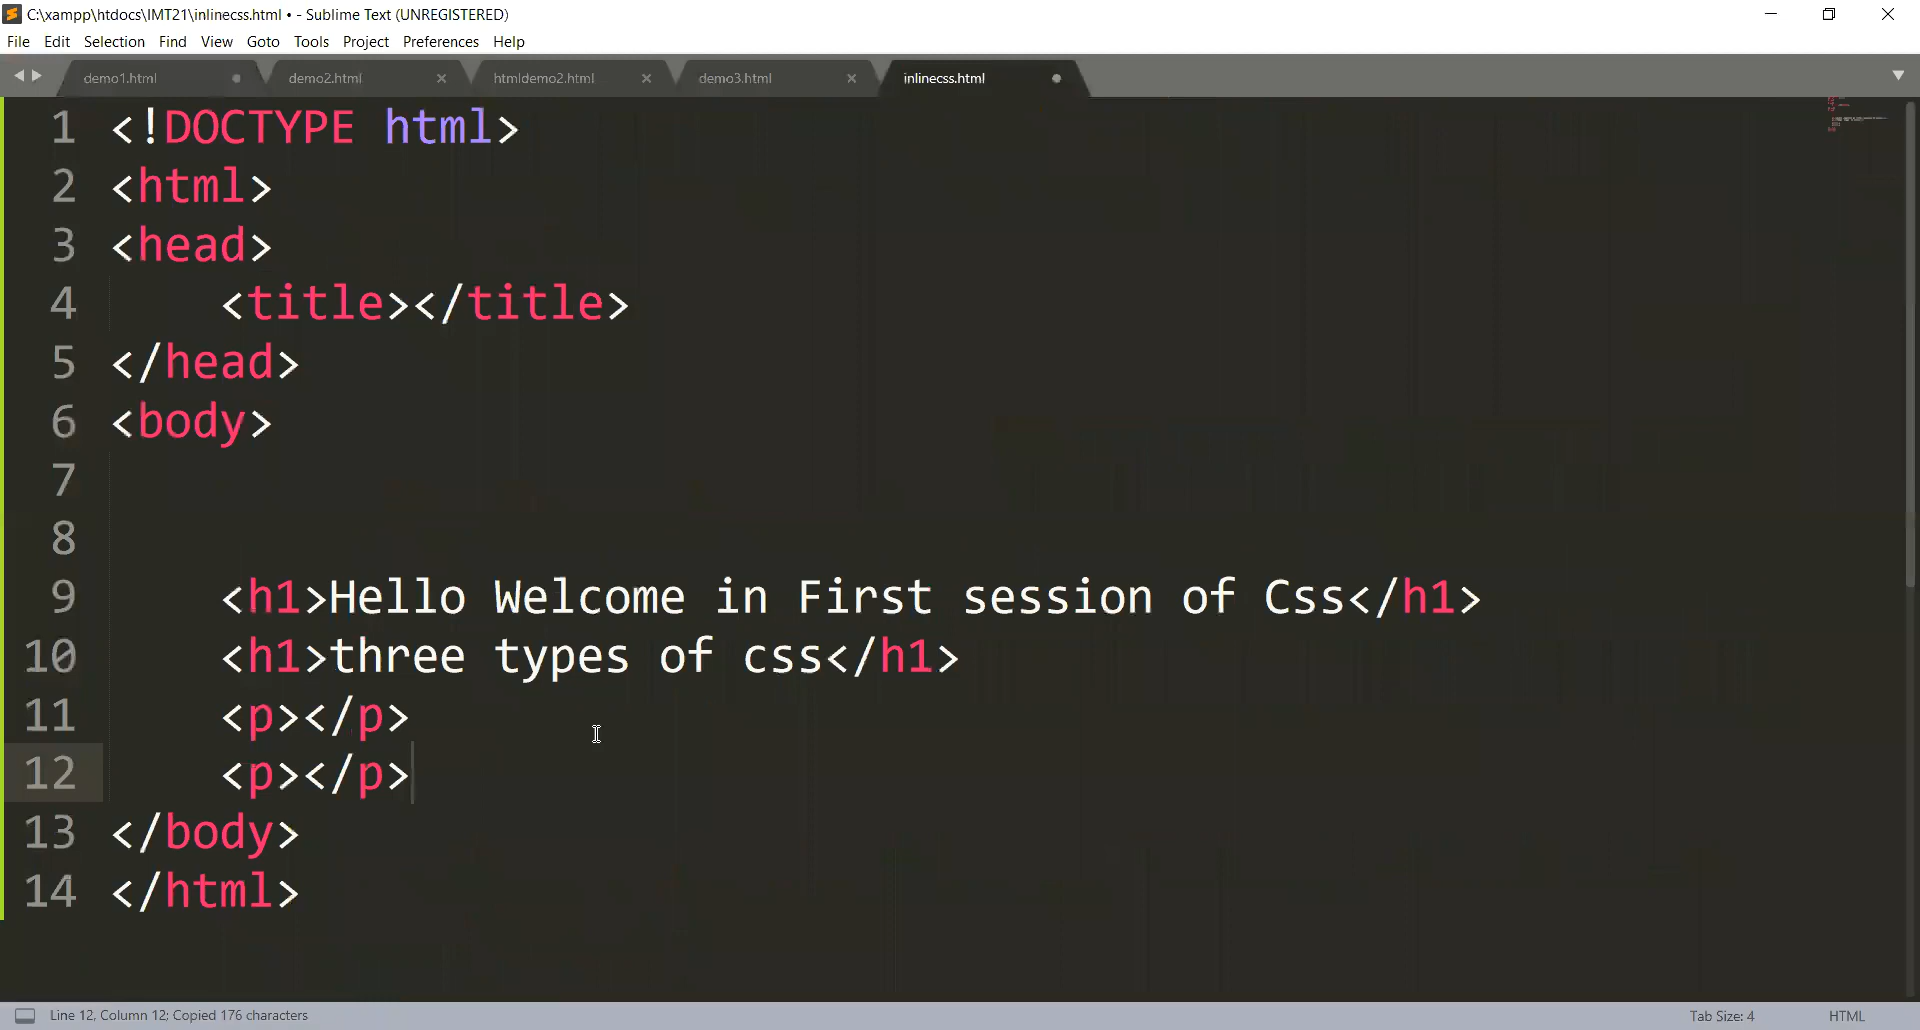 C:\xampp\htdocs\IMT21\inlinecss.html • - Sublime Text (UNREGISTERED)
File Edit Selection Find View Goto Tools Project Preferences Help
demo1.html demo2.html htmldemo2.html demo3.html inlinecss.html
1 <!DOCTYPE html>
2 <html>
3 <head>
4 <title></title>
5 </head>
6 <body>
7
8
9 <h1>Hello Welcome in First session of Css</h1>
10 <h1>three types of css</h1>
11 <p></p>
12 <p></p>
13 </body>
14 </html>
Line 12, Column 12; Copied 176 characters Tab Size: 4 HTML